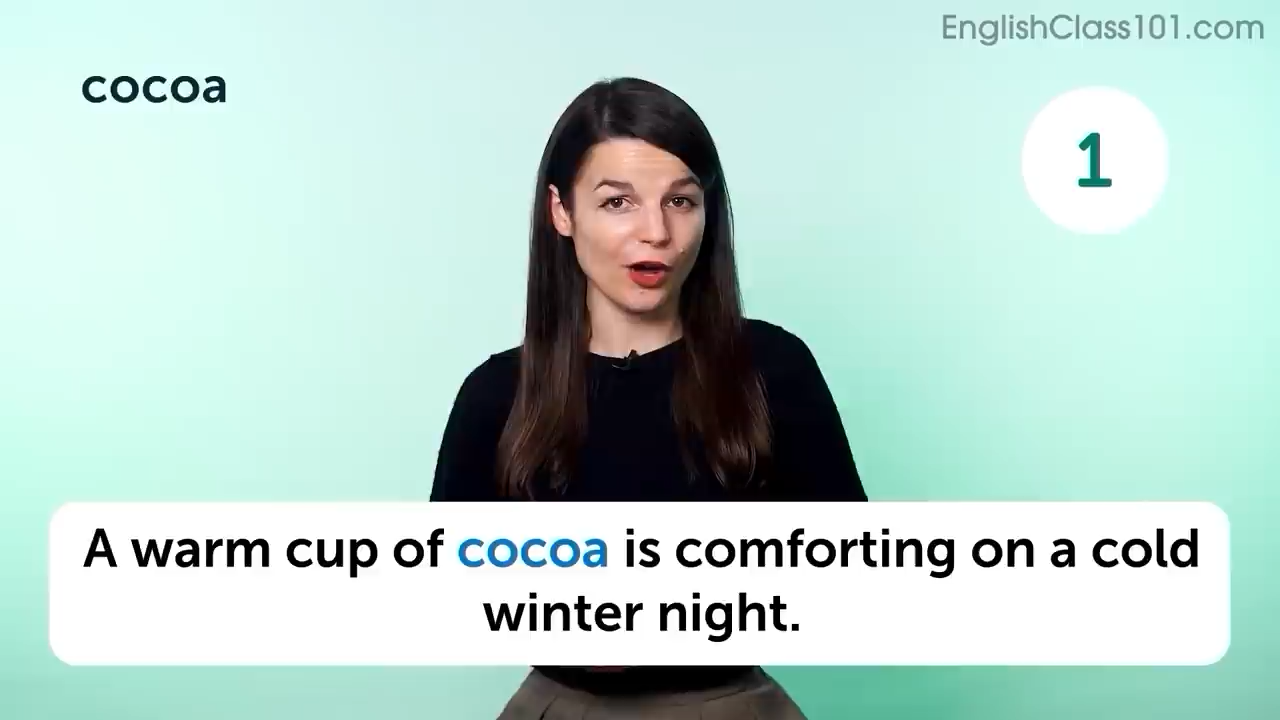 EnglishClass101.com
cocoa
1
A warm cup of cocoa is comforting on a cold
winter night.